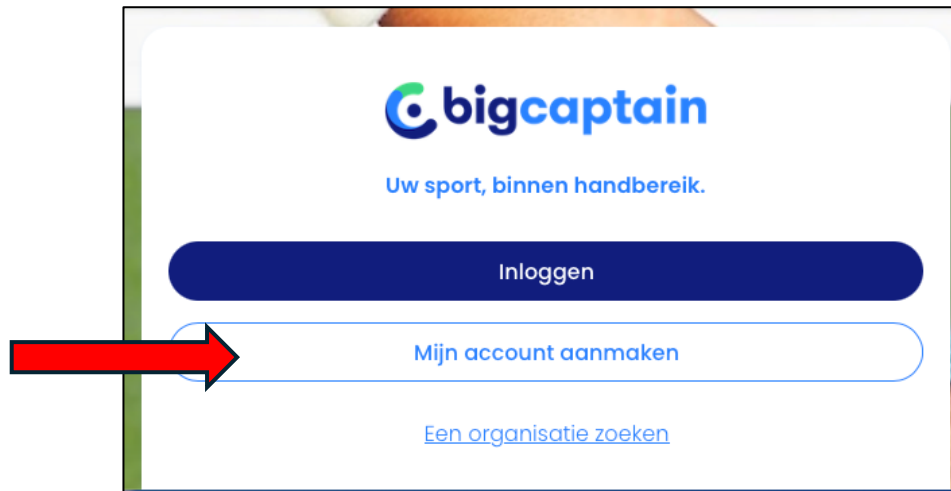 bigcaptain
Uw sport, binnen handbereik.
Inloggen
Mijn account aanmaken
Een organisatie zoeken